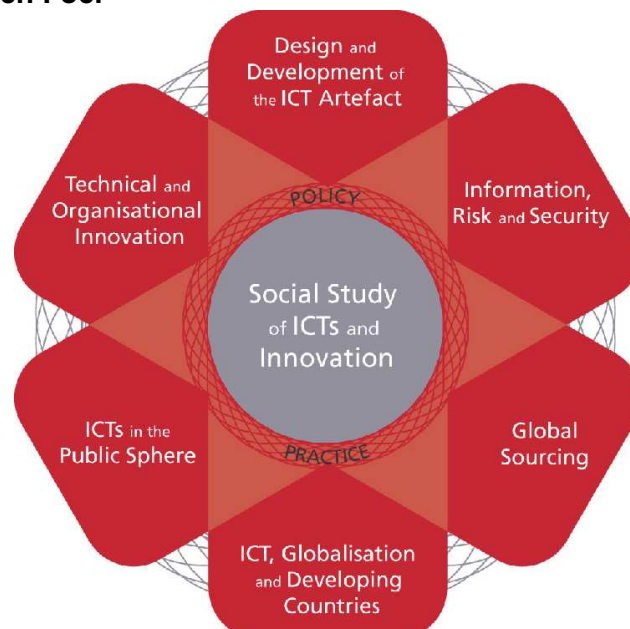 Design and
Development of
the ICT Artefact
Technical and
Organisational
Innovation
POLICY
Information,
Risk and Security
Social Study
of ICTs and
Innovation
ICTs in the
Public Sphere
PRACTICE
Global
Sourcing
ICT, Globalisation
and Developing
Countries